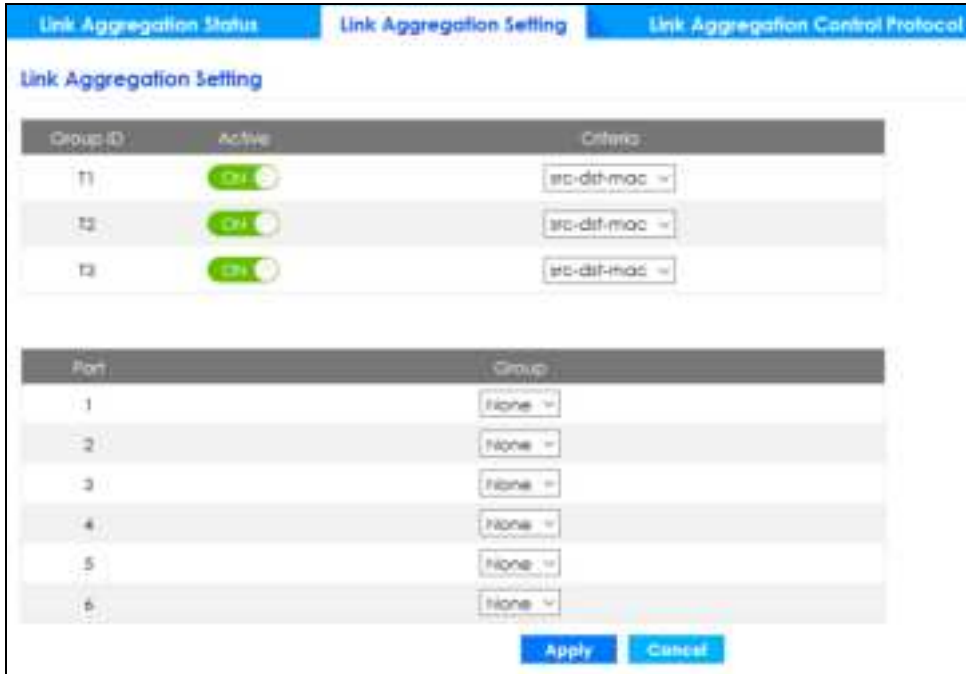 Link Aggregation Status Link Aggregation Setting Link Aggregation Control Protocol
Link Aggregation Setting
Group ID Active Criteria
T1 ON src-dst-mac
T2 ON src-dst-mac
T3 ON src-dst-mac
Port Group
1 None
2 None
3 None
4 None
5 None
6 None
Apply Cancel